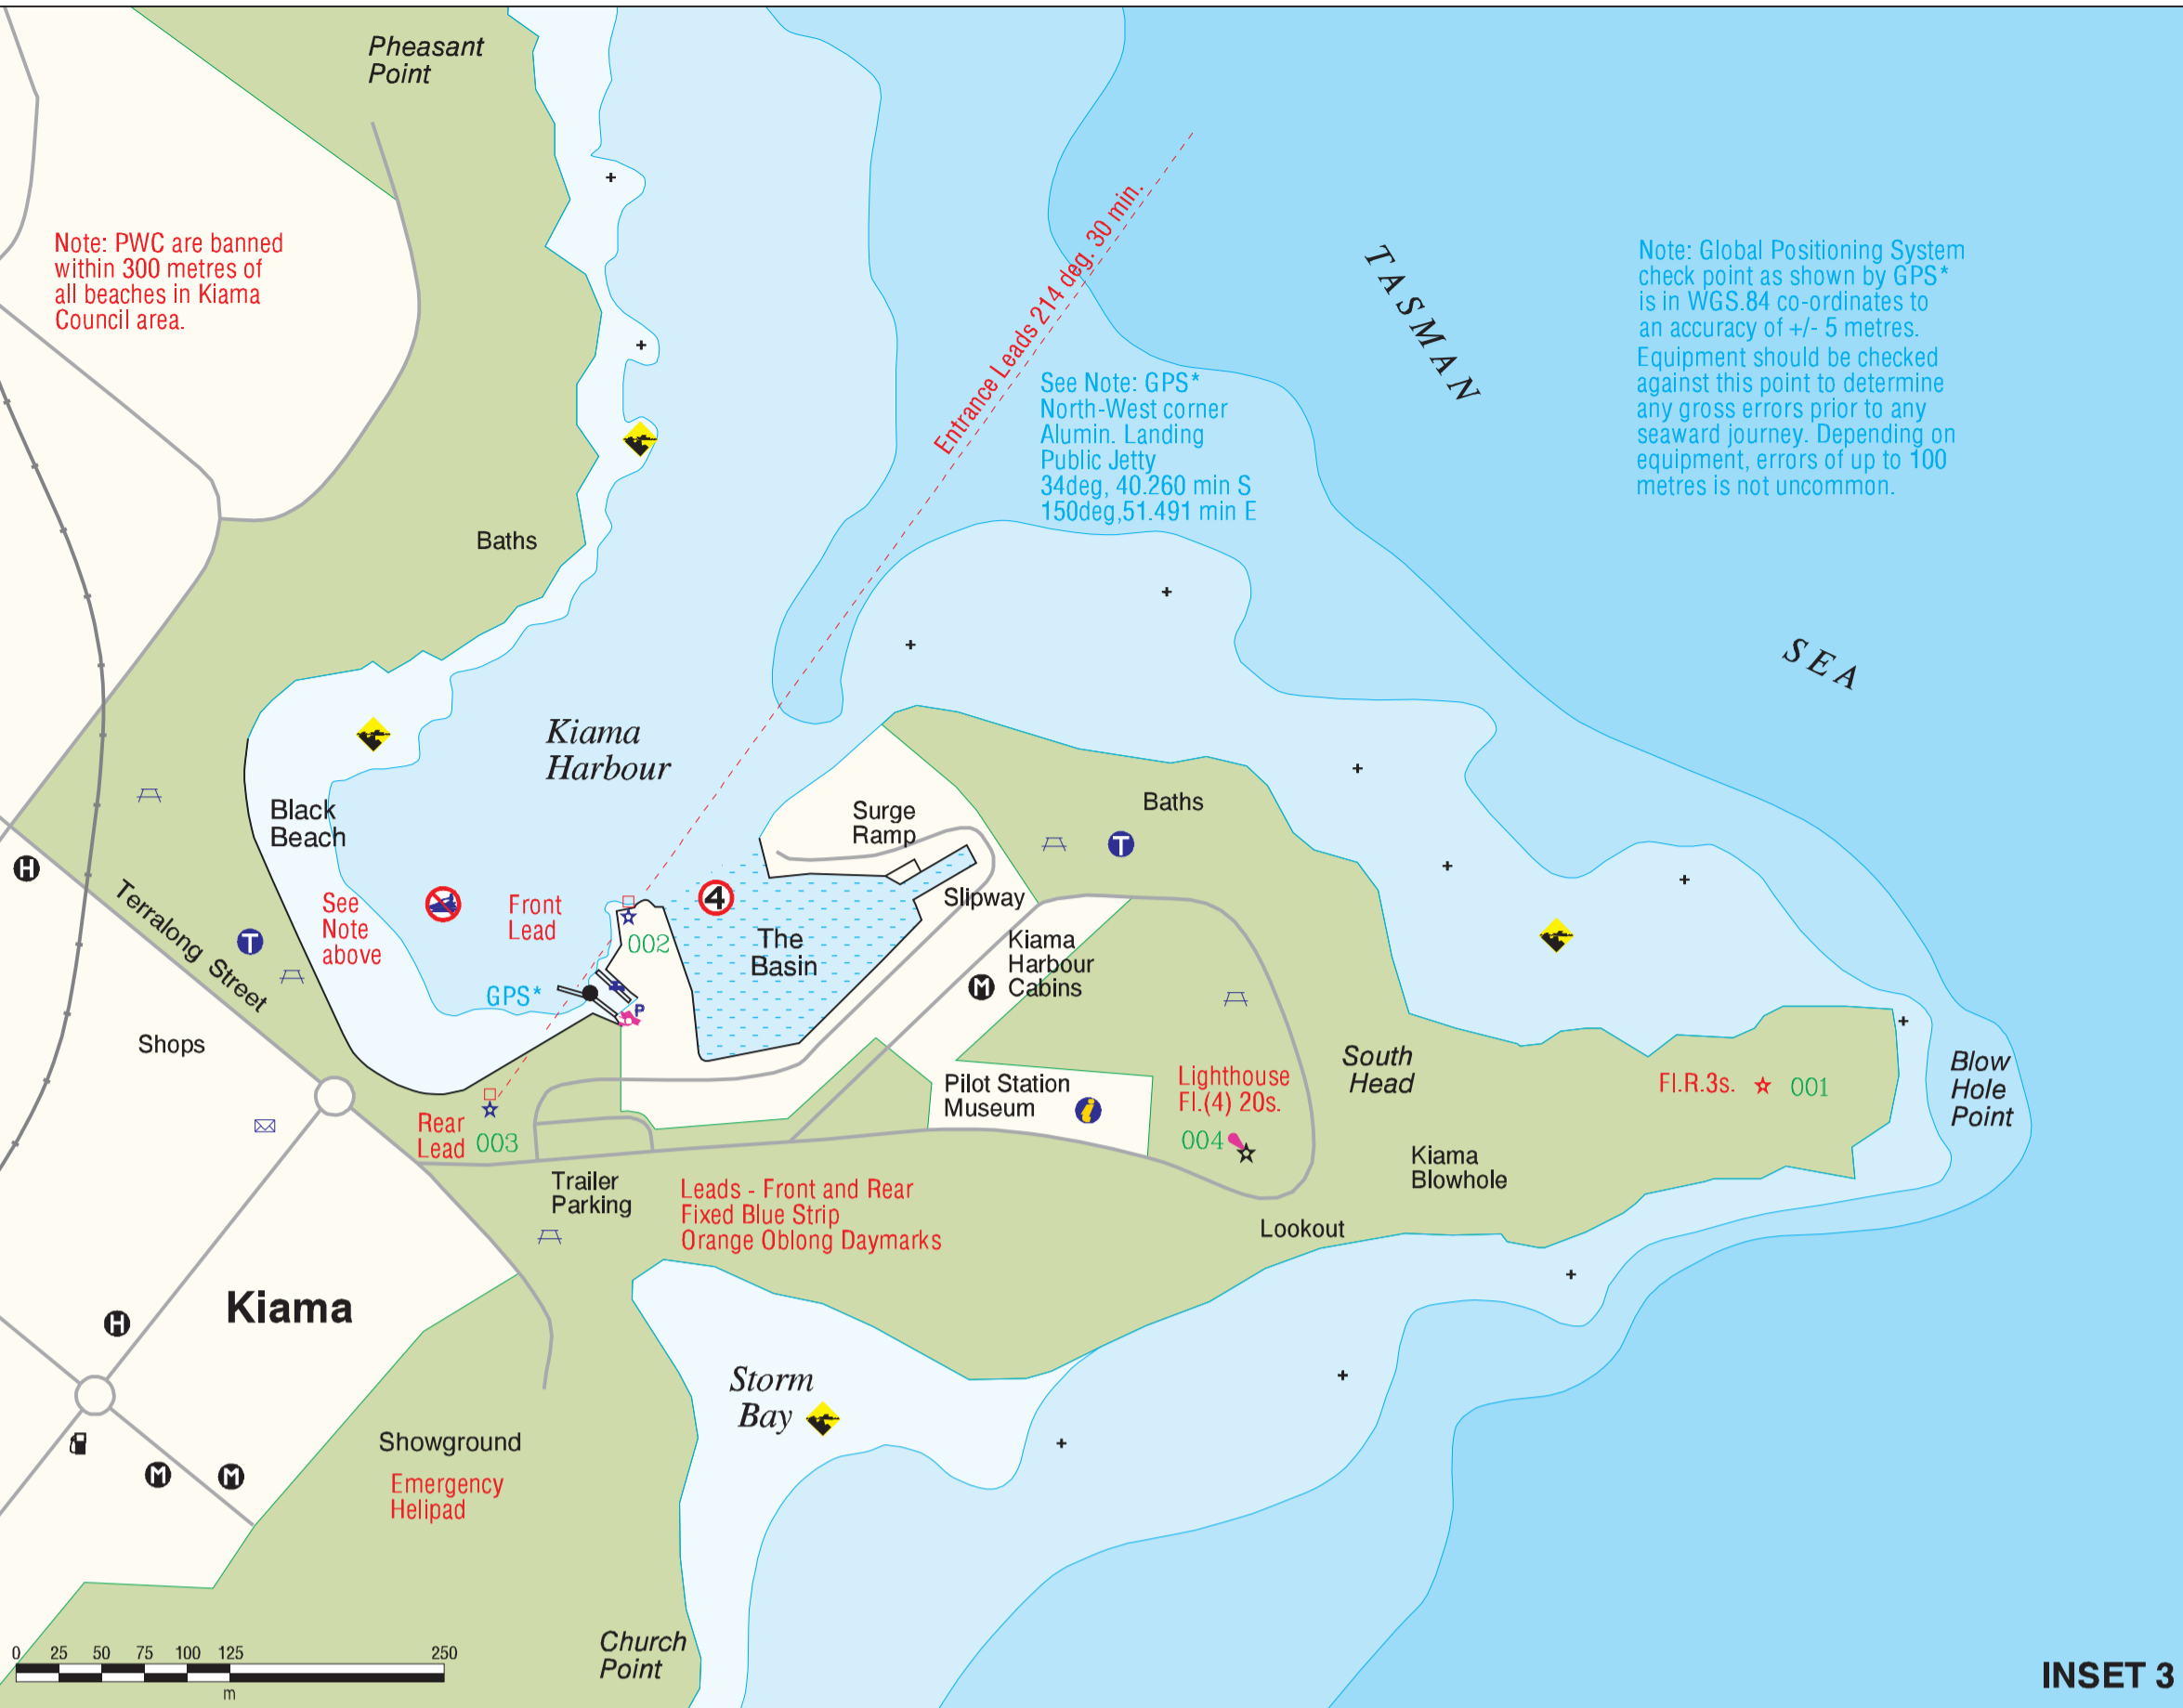 Pheasant
Point
Note: PWC are banned
within 300 metres of
all beaches in Kiama
Council area.
Entrance Leads 214 deg. 30 min.
TASMAN
SEA
Note: Global Positioning System
check point as shown by GPS*
is in WGS.84 co-ordinates to
an accuracy of +/- 5 metres.
Equipment should be checked
against this point to determine
any gross errors prior to any
seaward journey. Depending on
equipment, errors of up to 100
metres is not uncommon.
See Note: GPS*
North-West corner
Alumin. Landing
Public Jetty
34deg, 40.260 min S
150deg,51.491 min E
Baths
Kiama
Harbour
Black
Beach
Surge
Ramp
Baths
T
H
Terralong Street
T
See
Note
above
Front
Lead
002
4
The
Basin
Slipway
Kiama
Harbour
Cabins
M
GPS*
P
Shops
South
Head
Pilot Station
Museum
i
Lighthouse
Fl.(4) 20s.
004
Fl.R.3s.
001
Blow
Hole
Point
Rear
Lead
003
Kiama
Blowhole
Trailer
Parking
Leads - Front and Rear
Fixed Blue Strip
Orange Oblong Daymarks
Lookout
Kiama
H
Storm
Bay
Showground
Emergency
Helipad
M
M
Church
Point
0 25 50 75 100 125 250
m
INSET 3